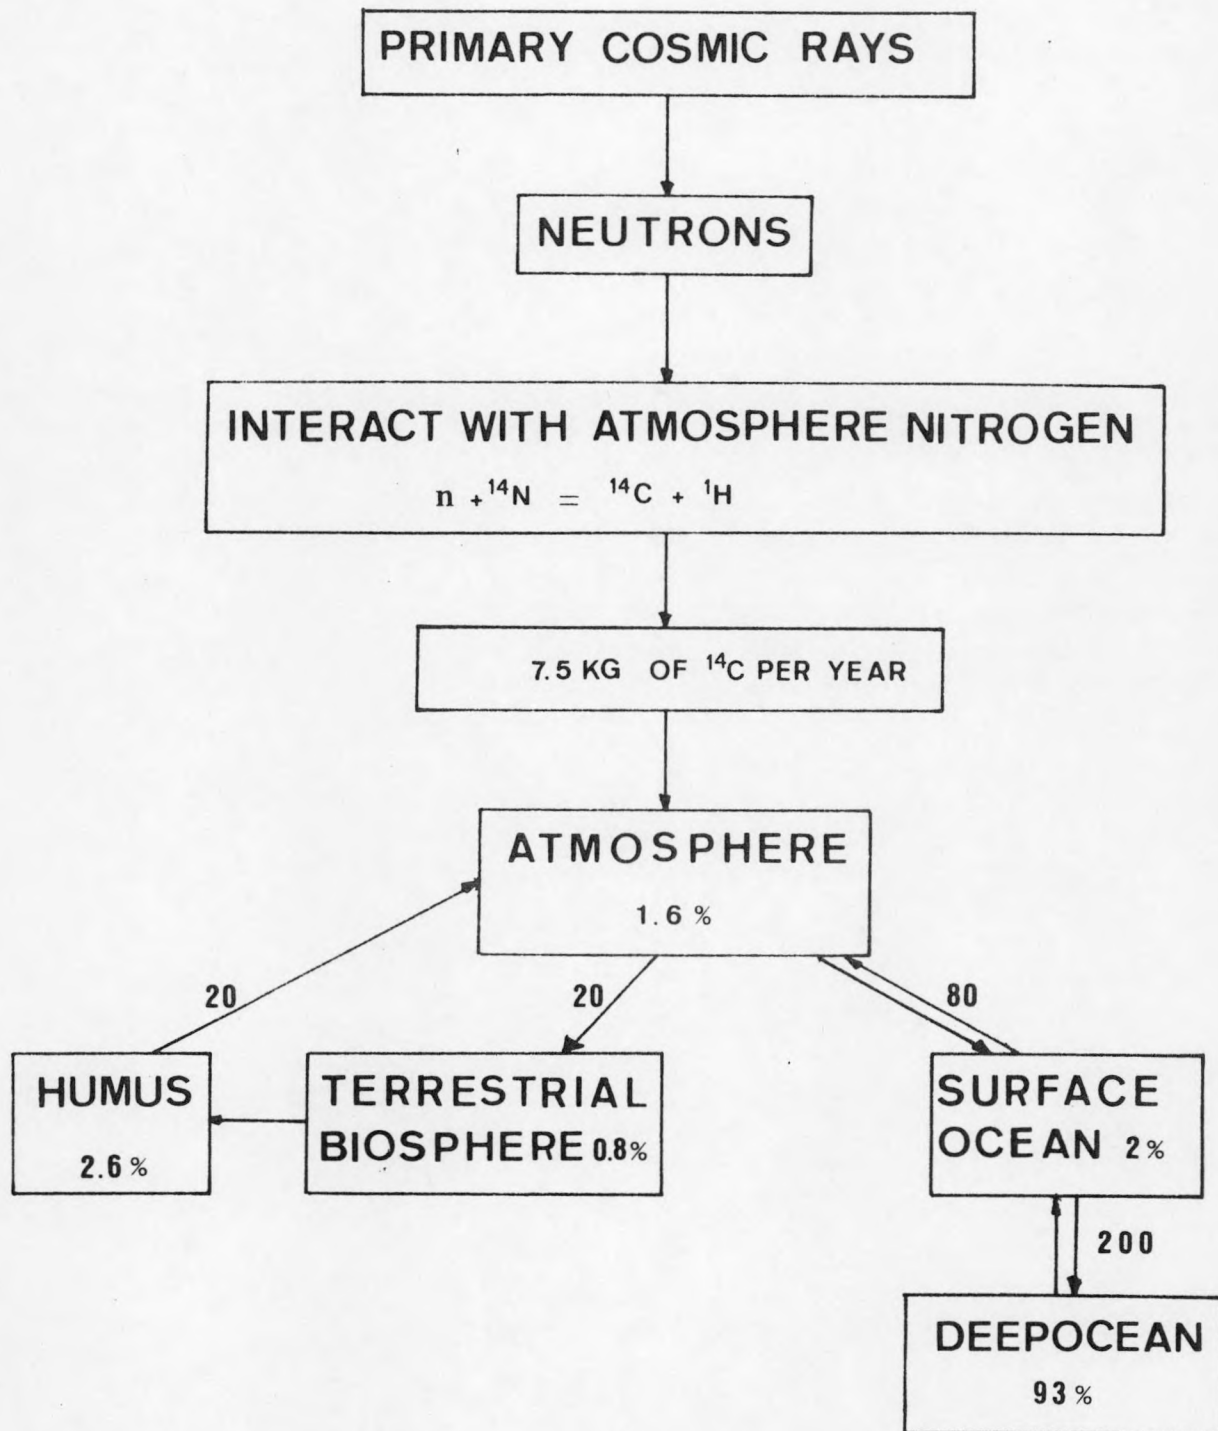 PRIMARY COSMIC RAYS
NEUTRONS
INTERACT WITH ATMOSPHERE NITROGEN
n + ¹⁴N = ¹⁴C + ¹H
7.5 KG OF ¹⁴C PER YEAR
ATMOSPHERE
1.6 %
20
20
80
HUMUS
2.6 %
TERRESTRIAL
BIOSPHERE 0.8%
SURFACE
OCEAN 2%
200
DEEPOCEAN
93 %